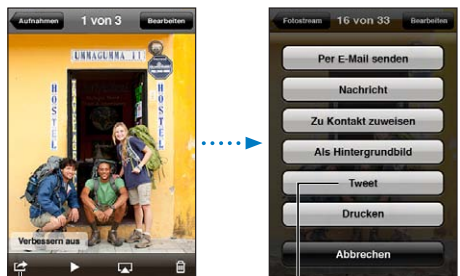 Aufnahmen 1 von 3 Bearbeiten
UMMAGUMMA II
HOSTEL
HOSTEL
Verbessern aus
Fotostream 16 von 33 Bearbeiten
Per E-Mail senden
Nachricht
Zu Kontakt zuweisen
Als Hintergrundbild
Tweet
Drucken
Abbrechen